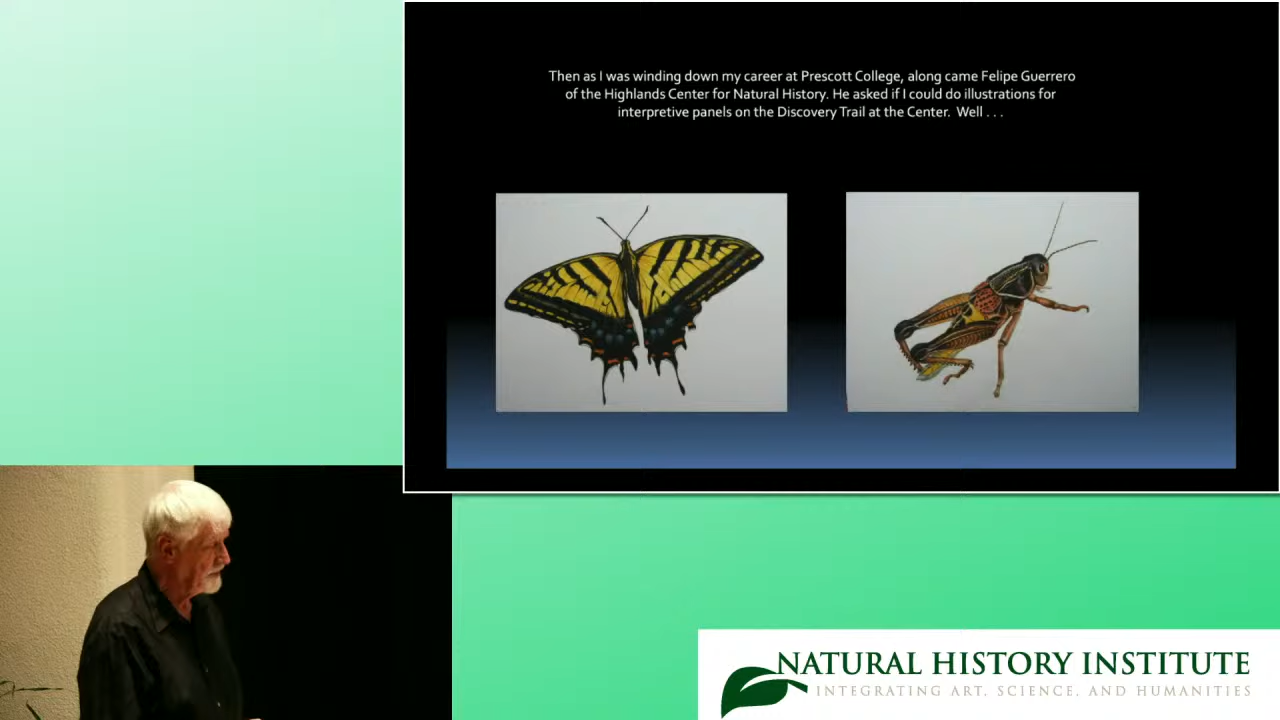 Then as I was winding down my career at Prescott College, along came Felipe Guerrero
of the Highlands Center for Natural History. He asked if I could do illustrations for
interpretive panels on the Discovery Trail at the Center.  Well . . .
NATURAL HISTORY INSTITUTE
INTEGRATING ART, SCIENCE, AND HUMANITIES